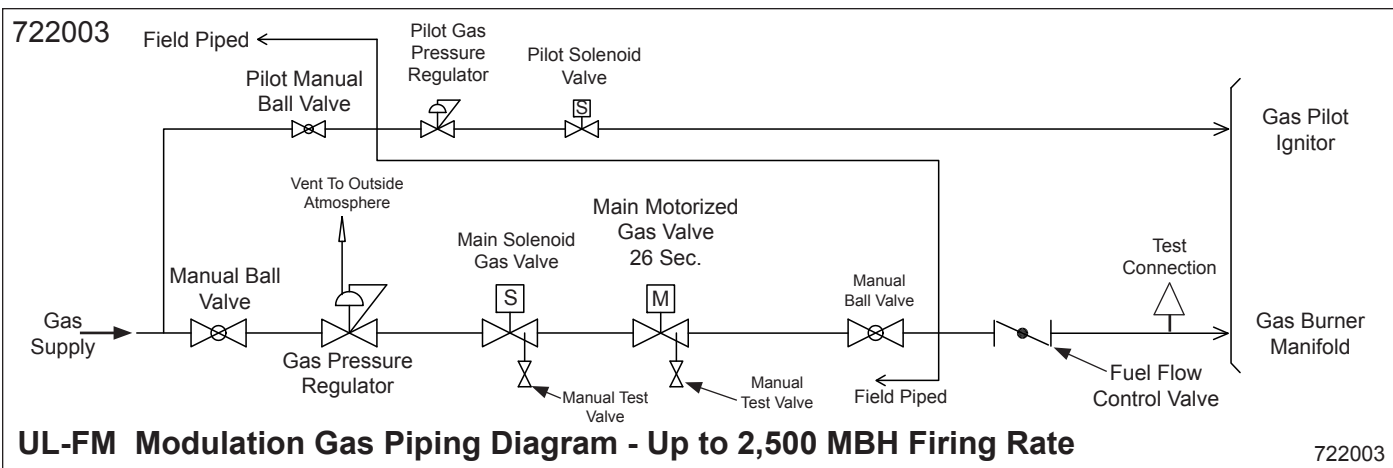 722003
Field Piped
Pilot Gas
Pressure
Regulator
Pilot Solenoid
Valve
Pilot Manual
Ball Valve
S
Gas Pilot
Ignitor
Vent To Outside
Atmosphere
Main Motorized
Gas Valve
26 Sec.
Main Solenoid
Gas Valve
Test
Connection
Manual Ball
Valve
Manual
Ball Valve
S
M
Gas
Supply
Gas Burner
Manifold
Gas Pressure
Regulator
Manual Test
Valve
Manual
Test Valve
Field Piped
Fuel Flow
Control Valve
UL-FM Modulation Gas Piping Diagram - Up to 2,500 MBH Firing Rate
722003